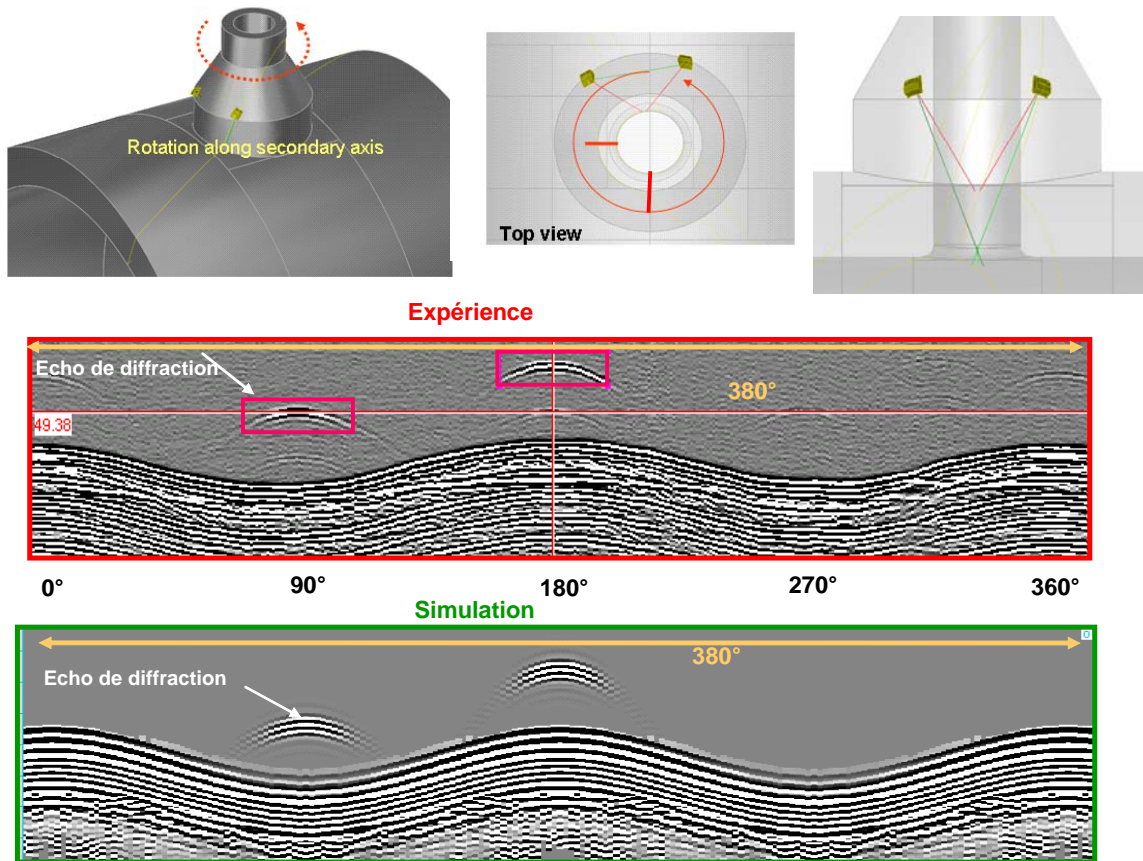 Rotation along secondary axis
Top view
Expérience
Echo de diffraction
380°
49.38
0°
90°
180°
270°
360°
Simulation
0
380°
Echo de diffraction